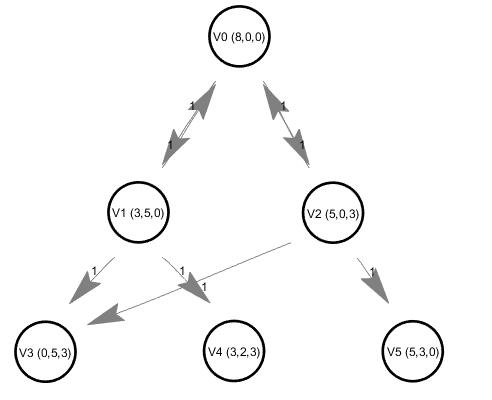 V0 (8,0,0)
1
1
1
1
V1 (3,5,0)
V2 (5,0,3)
1
1
1
1
V3 (0,5,3)
V4 (3,2,3)
V5 (5,3,0)